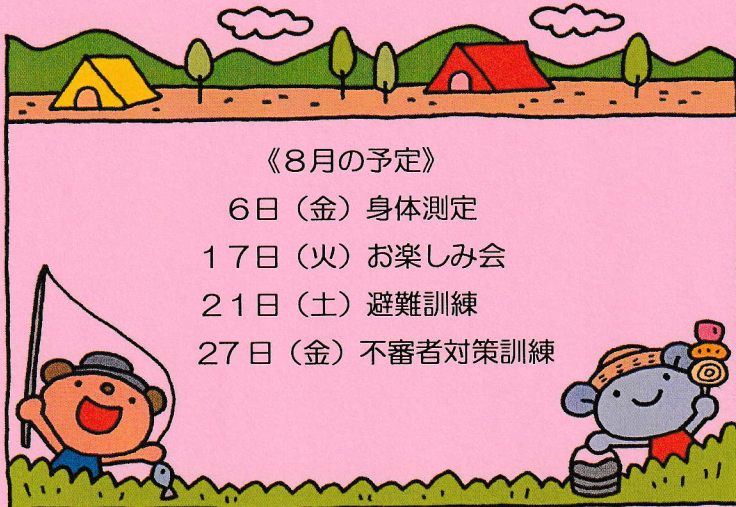 《８月の予定》
６日（金）身体測定
１７日（火）お楽しみ会
２１日（土）避難訓練
27日（金）不審者対策訓練